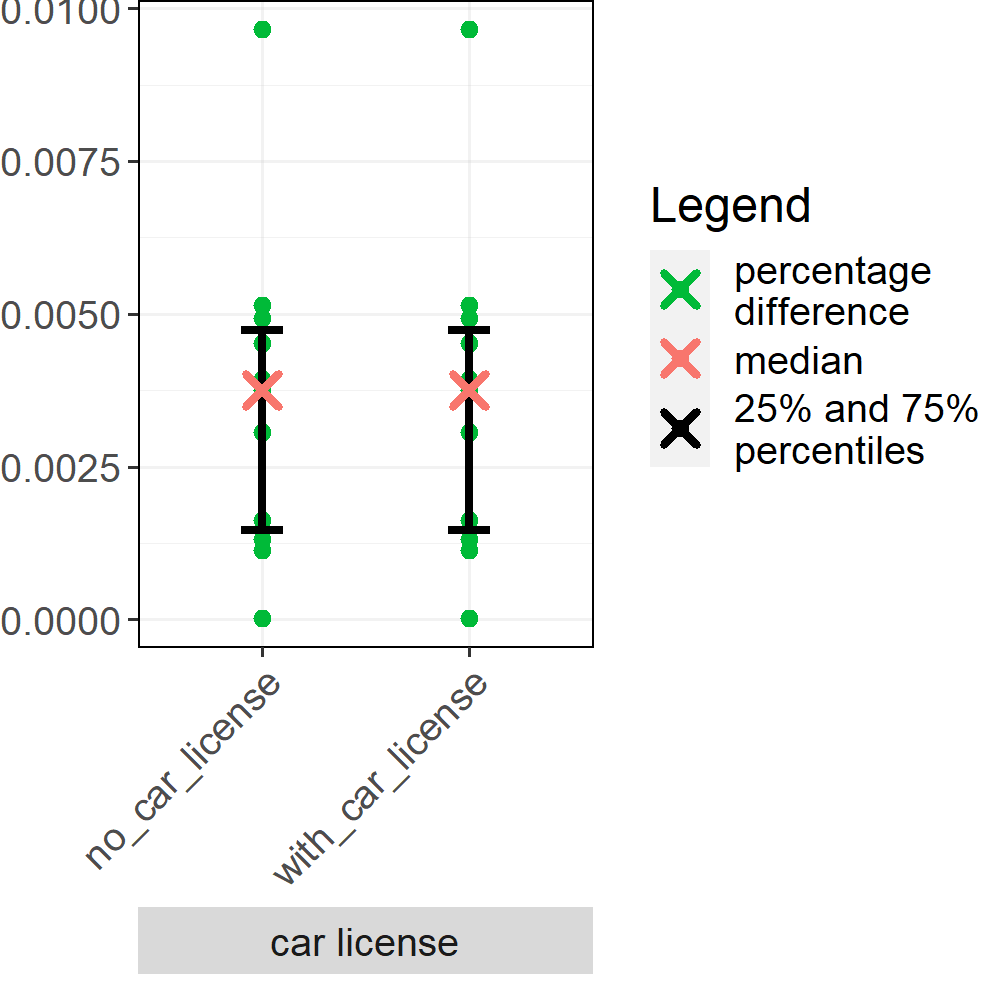 0.0100
0.0075
0.0050
0.0025
0.0000
no_car_license
with_car_license
car license
Legend
percentage
difference
median
25% and 75%
percentiles